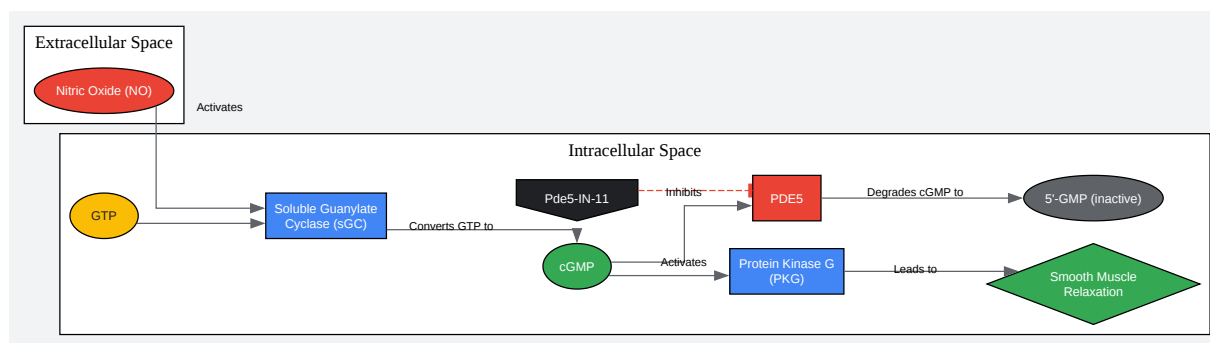 Extracellular Space
Nitric Oxide (NO)
Activates
Intracellular Space
GTP
Soluble Guanylate
Cyclase (sGC)
Converts GTP to
Pde5-IN-11
Inhibits
PDE5
Degrades cGMP to
5'-GMP (inactive)
cGMP
Activates
Protein Kinase G
(PKG)
Leads to
Smooth Muscle
Relaxation